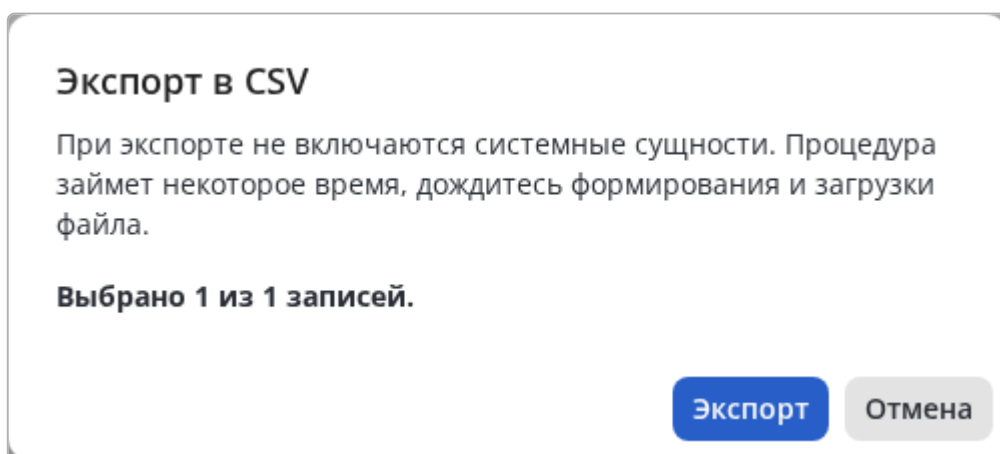 Экспорт в CSV
При экспорте не включаются системные сущности. Процедура
займет некоторое время, дождитесь формирования и загрузки
файла.
Выбрано 1 из 1 записей.
Экспорт Отмена